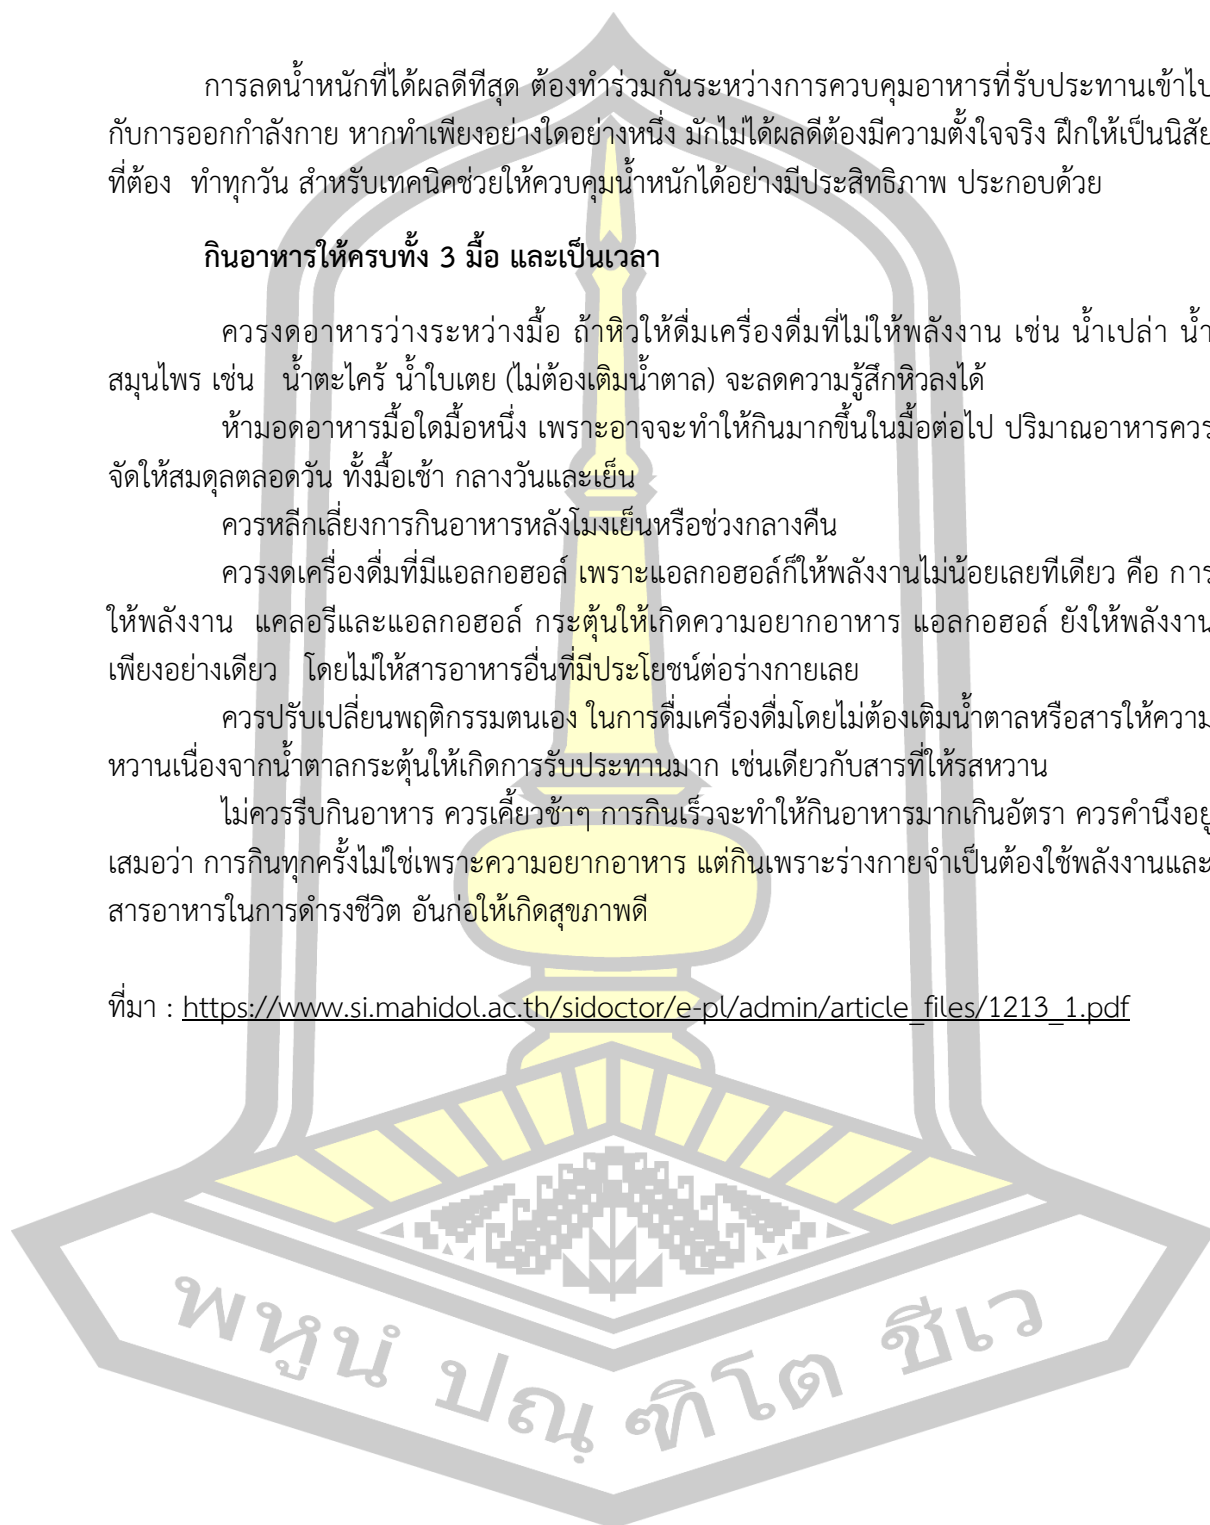 การลดน้ำหนักที่ได้ผลดีทีสุด ต้องทำร่วมกันระหว่างการควบคุมอาหารที่รับประทานเข้าไป
กับการออกกำลังกาย หากทำเพียงอย่างใดอย่างหนึ่ง มักไม่ได้ผลดีต้องมีความตั้งใจจริง ฝึกให้เป็นนิสัย
ที่ต้อง ทำทุกวัน สำหรับเทคนิคช่วยให้ควบคุมน้ำหนักได้อย่างมีประสิทธิภาพ ประกอบด้วย
กินอาหารให้ครบทั้ง 3 มื้อ และเป็นเวลา
ควรงดอาหารว่างระหว่างมื้อ ถ้าหิวให้ดื่มเครื่องดื่มที่ไม่ให้พลังงาน เช่น น้ำเปล่า น้ำ
สมุนไพร เช่น น้ำตะไคร้ น้ำใบเตย (ไม่ต้องเติมน้ำตาล) จะลดความรู้สึกหิวลงได้
ห้ามอดอาหารมื้อใดมื้อหนึ่ง เพราะอาจจะทำให้กินมากขึ้นในมื้อต่อไป ปริมาณอาหารควร
จัดให้สมดุลตลอดวัน ทั้งมื้อเช้า กลางวันและเย็น
ควรหลีกเลี่ยงการกินอาหารหลังโมงเย็นหรือช่วงกลางคืน
ควรงดเครื่องดื่มที่มีแอลกอฮอล์ เพราะแอลกอฮอล์ก็ให้พลังงานไม่น้อยเลยทีเดียว คือ การ
ให้พลังงาน แคลอรีและแอลกอฮอล์ กระตุ้นให้เกิดความอยากอาหาร แอลกอฮอล์ ยังให้พลังงาน
เพียงอย่างเดียว โดยไม่ให้สารอาหารอื่นที่มีประโยชน์ต่อร่างกายเลย
ควรปรับเปลี่ยนพฤติกรรมตนเอง ในการดื่มเครื่องดื่มโดยไม่ต้องเติมน้ำตาลหรือสารให้ความ
หวานเนื่องจากน้ำตาลกระตุ้นให้เกิดการรับประทานมาก เช่นเดียวกับสารที่ให้รสหวาน
ไม่ควรรีบกินอาหาร ควรเคี้ยวช้าๆ การกินเร็วจะทำให้กินอาหารมากเกินอัตรา ควรคำนึงอยู่
เสมอว่า การกินทุกครั้งไม่ใช่เพราะความอยากอาหาร แต่กินเพราะร่างกายจำเป็นต้องใช้พลังงานและ
สารอาหารในการดำรงชีวิต อันก่อให้เกิดสุขภาพดี
ที่มา : https://www.si.mahidol.ac.th/sidoctor/e-pl/admin/article_files/1213_1.pdf
พหูนํ ปณฺฑิโต ชีเว